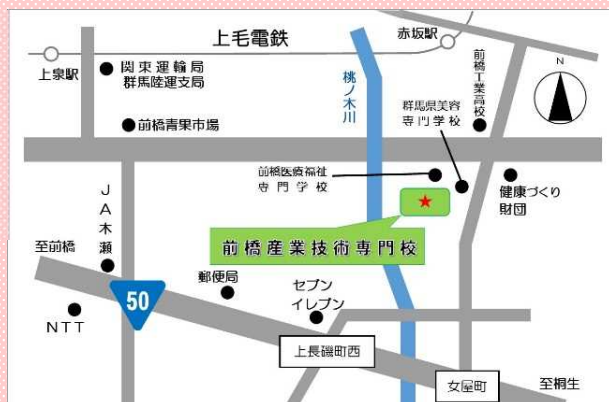 上毛電鉄
赤坂駅
N
上泉駅
関東運輸局
群馬陸運支局
桃ノ木川
前橋工業高校
群馬県美容
専門学校
前橋青果市場
前橋医療福祉
専門学校
健康づくり
財団
JA木瀬
前橋産業技術専門校
至前橋
50
郵便局
セブン
イレブン
NTT
上長磯町西
女屋町
至桐生